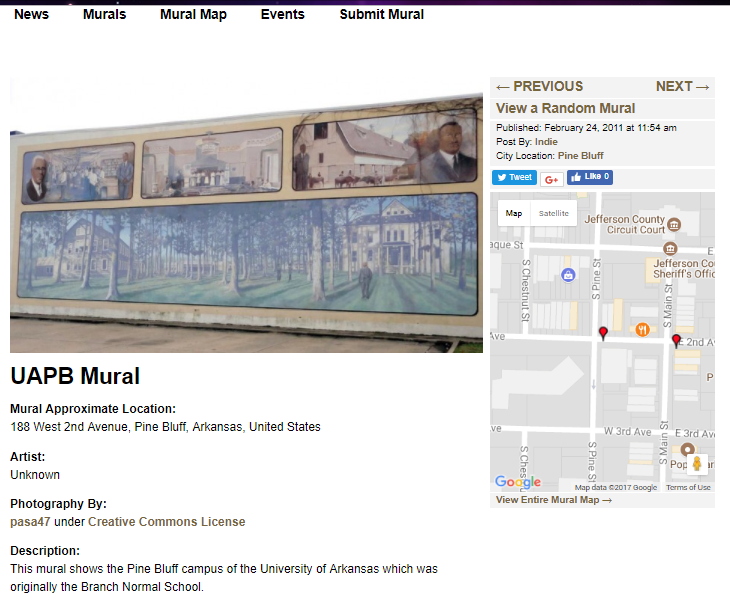 News Murals Mural Map Events Submit Mural
← PREVIOUS NEXT →
View a Random Mural
Published: February 24, 2011 at 11:54 am
Post By: Indie
City Location: Pine Bluff
Tweet G+ Like 0
Map Satellite
Jefferson County
Circuit Court
aque St
E
Jefferson Co
Sheriff's Offic
S Chestnut St
S Pine St
S Main St
Ave
E 2nd A
P
ve
W 3rd Ave
E 3rd Av
S Ches
S Pine S
S Main St
Pop
ar
Google
Map data ©2017 Google Terms of Use
View Entire Mural Map →
UAPB Mural
Mural Approximate Location:
188 West 2nd Avenue, Pine Bluff, Arkansas, United States
Artist:
Unknown
Photography By:
pasa47 under Creative Commons License
Description:
This mural shows the Pine Bluff campus of the University of Arkansas which was
originally the Branch Normal School.